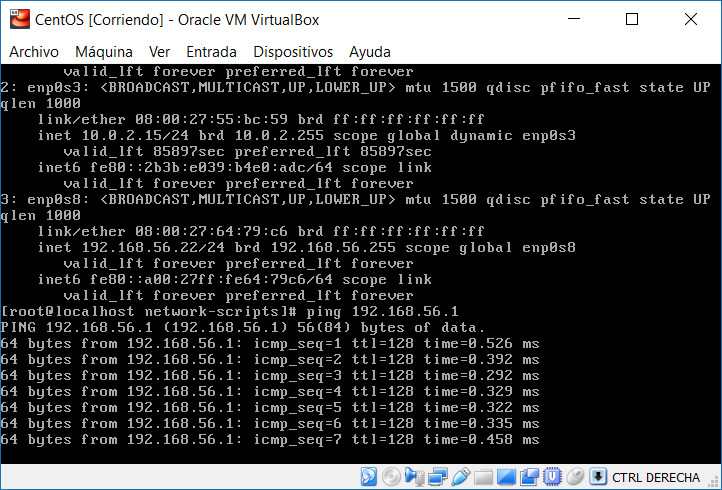 CentOS [Corriendo] - Oracle VM VirtualBox
Archivo Máquina Ver Entrada Dispositivos Ayuda
valid_lft forever preferred_lft forever
2: enp0s3: <BROADCAST,MULTICAST,UP,LOWER_UP> mtu 1500 qdisc pfifo_fast state UP
qlen 1000
link/ether 08:00:27:55:bc:59 brd ff:ff:ff:ff:ff:ff
inet 10.0.2.15/24 brd 10.0.2.255 scope global dynamic enp0s3
valid_lft 85897sec preferred_lft 85897sec
inet6 fe80::2b3b:e039:b4e0:adc/64 scope link
valid_lft forever preferred_lft forever
3: enp0s8: <BROADCAST,MULTICAST,UP,LOWER_UP> mtu 1500 qdisc pfifo_fast state UP
qlen 1000
link/ether 08:00:27:64:79:c6 brd ff:ff:ff:ff:ff:ff
inet 192.168.56.22/24 brd 192.168.56.255 scope global enp0s8
valid_lft forever preferred_lft forever
inet6 fe80::a00:27ff:fe64:79c6/64 scope link
valid_lft forever preferred_lft forever
[root@localhost network-scripts]# ping 192.168.56.1
PING 192.168.56.1 (192.168.56.1) 56(84) bytes of data.
64 bytes from 192.168.56.1: icmp_seq=1 ttl=128 time=0.526 ms
64 bytes from 192.168.56.1: icmp_seq=2 ttl=128 time=0.392 ms
64 bytes from 192.168.56.1: icmp_seq=3 ttl=128 time=0.292 ms
64 bytes from 192.168.56.1: icmp_seq=4 ttl=128 time=0.329 ms
64 bytes from 192.168.56.1: icmp_seq=5 ttl=128 time=0.322 ms
64 bytes from 192.168.56.1: icmp_seq=6 ttl=128 time=0.335 ms
64 bytes from 192.168.56.1: icmp_seq=7 ttl=128 time=0.458 ms
CTRL DERECHA